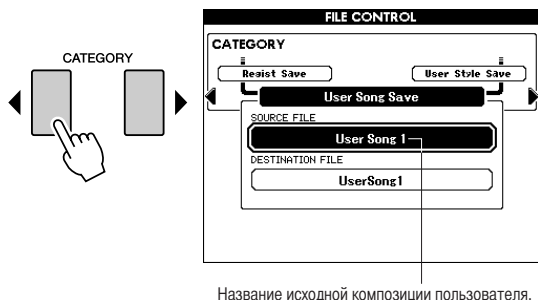 FILE CONTROL
CATEGORY
CATEGORY
Regist Save
User Style Save
User Song Save
SOURCE FILE
User Song 1
DESTINATION FILE
UserSong1
Название исходной композиции пользователя.